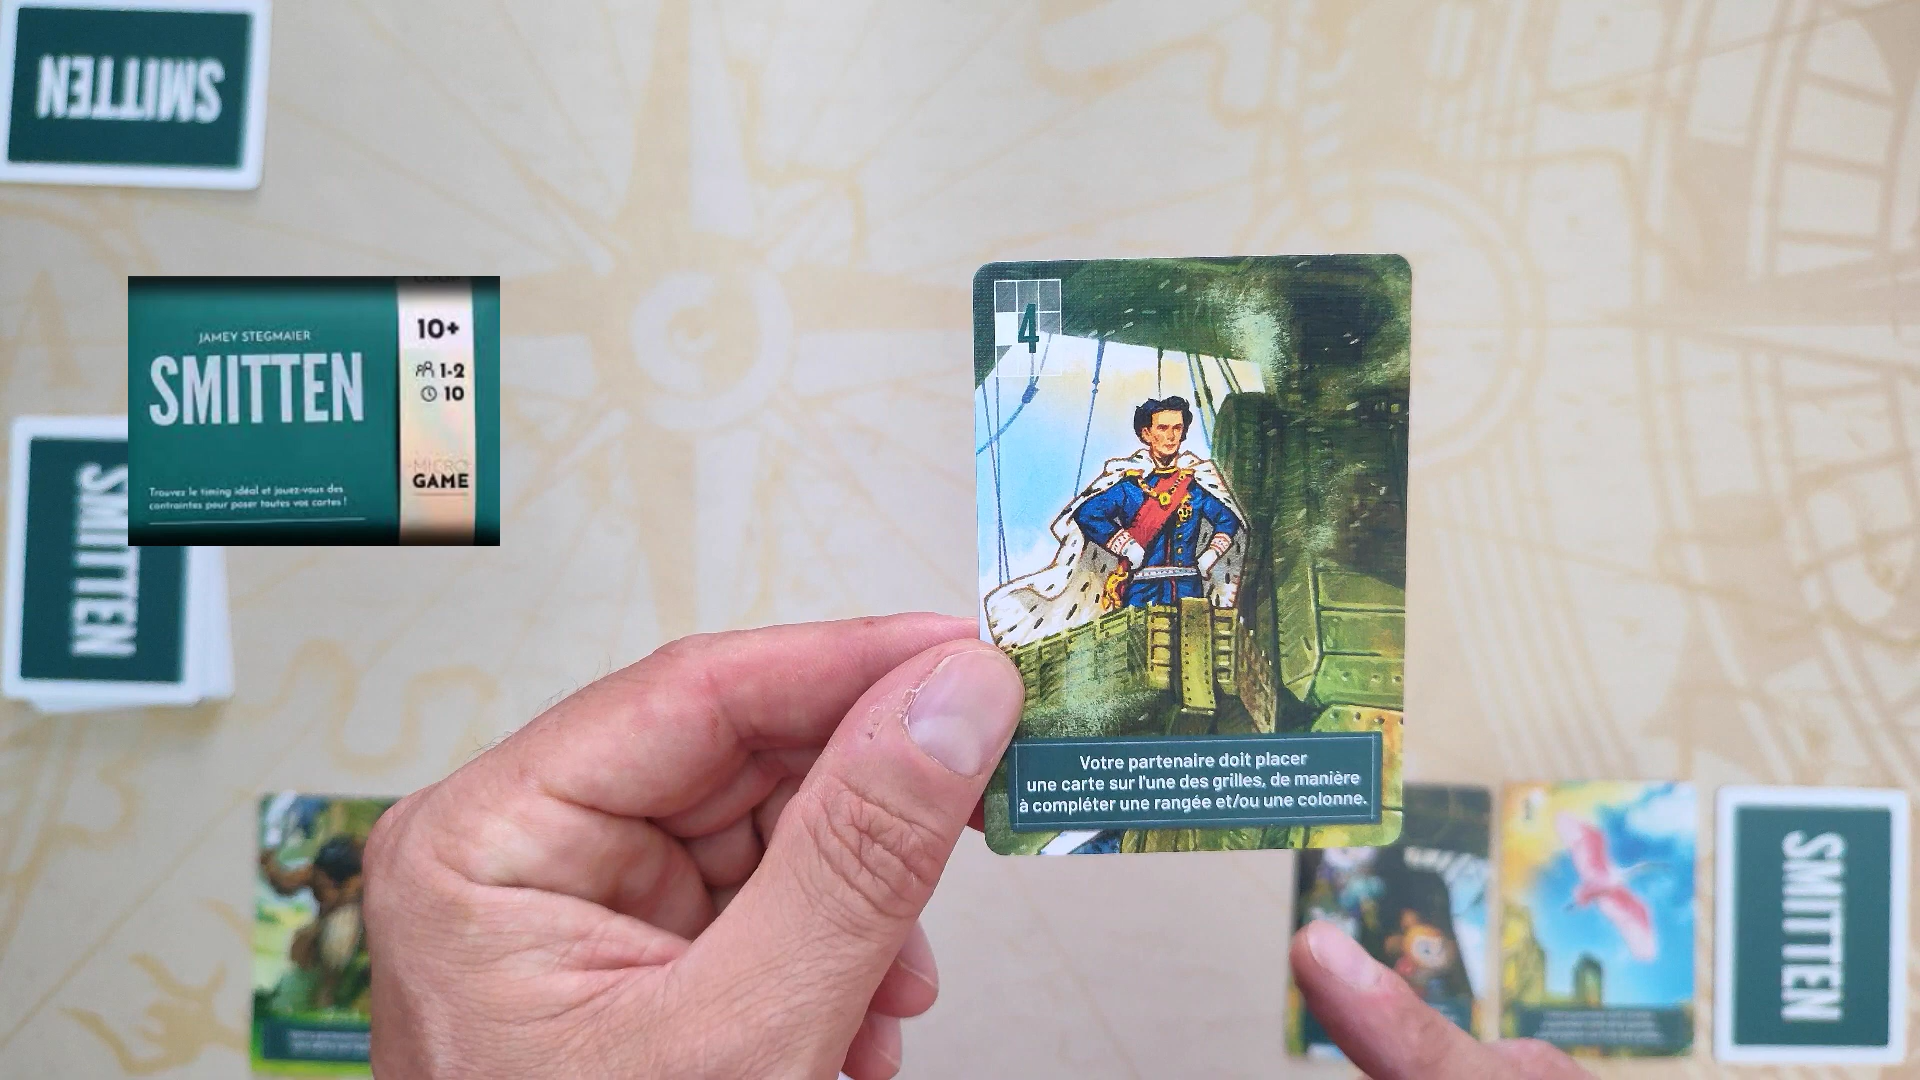 SMITTEN
JAMEY STEGMAIER
SMITTEN
Trouvez le timing idéal et jouez-vous des
contraintes pour poser toutes vos cartes !
10+
1-2
10
MICRO
GAME
SMITTEN
4
Votre partenaire doit placer
une carte sur l'une des grilles, de manière
à compléter une rangée et/ou une colonne.
SMITTEN